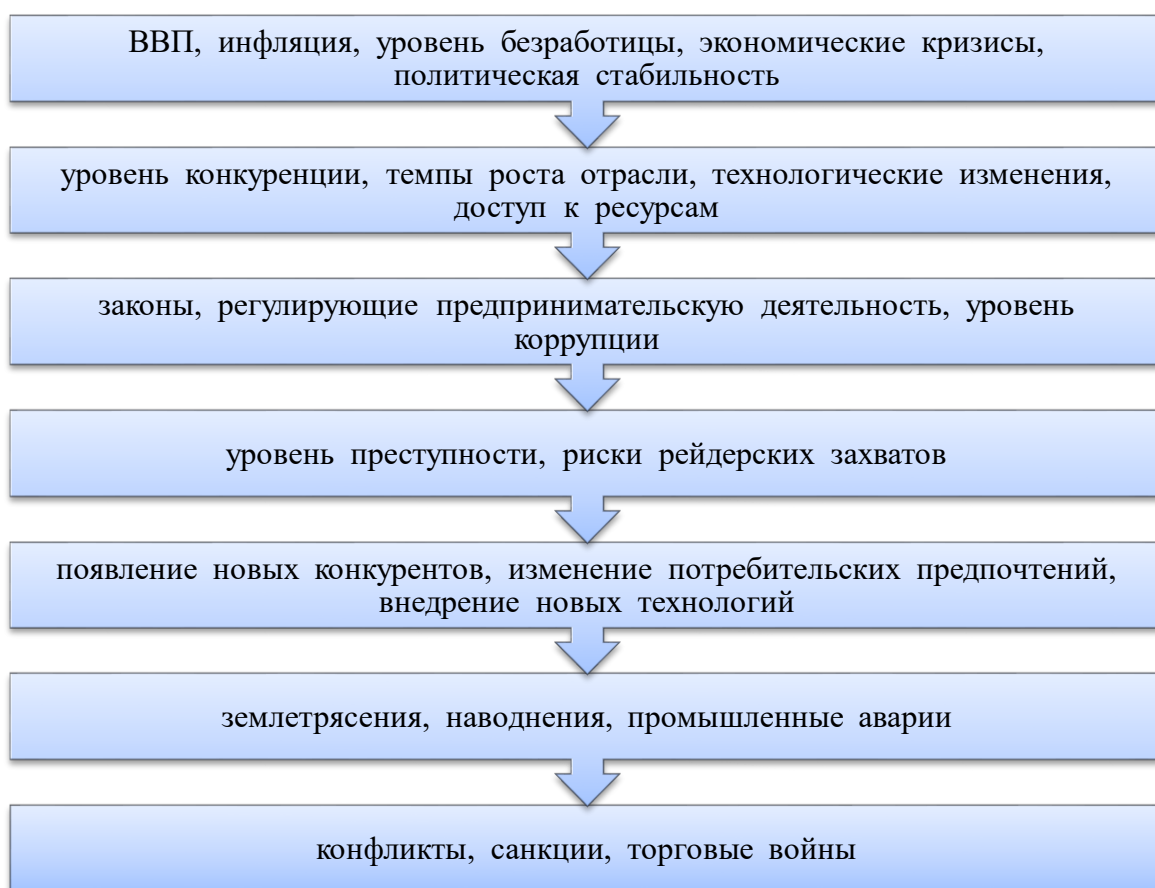 ВВП, инфляция, уровень безработицы, экономические кризисы,
политическая стабильность
уровень конкуренции, темпы роста отрасли, технологические изменения,
доступ к ресурсам
законы, регулирующие предпринимательскую деятельность, уровень
коррупции
уровень преступности, риски рейдерских захватов
появление новых конкурентов, изменение потребительских предпочтений,
внедрение новых технологий
землетрясения, наводнения, промышленные аварии
конфликты, санкции, торговые войны